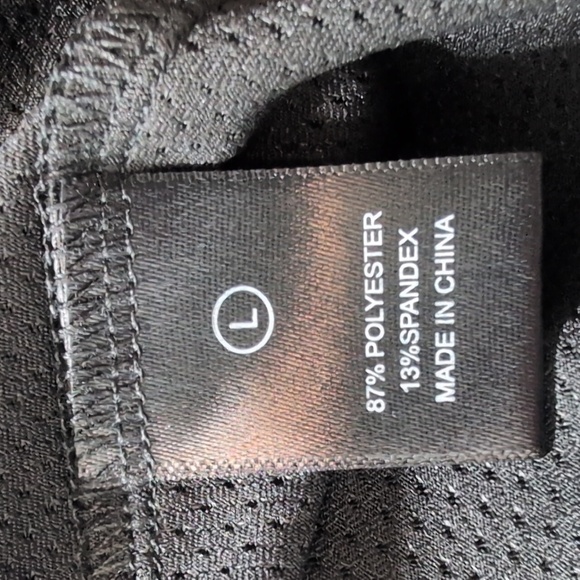 L
87% POLYESTER
13%SPANDEX
MADE IN CHINA